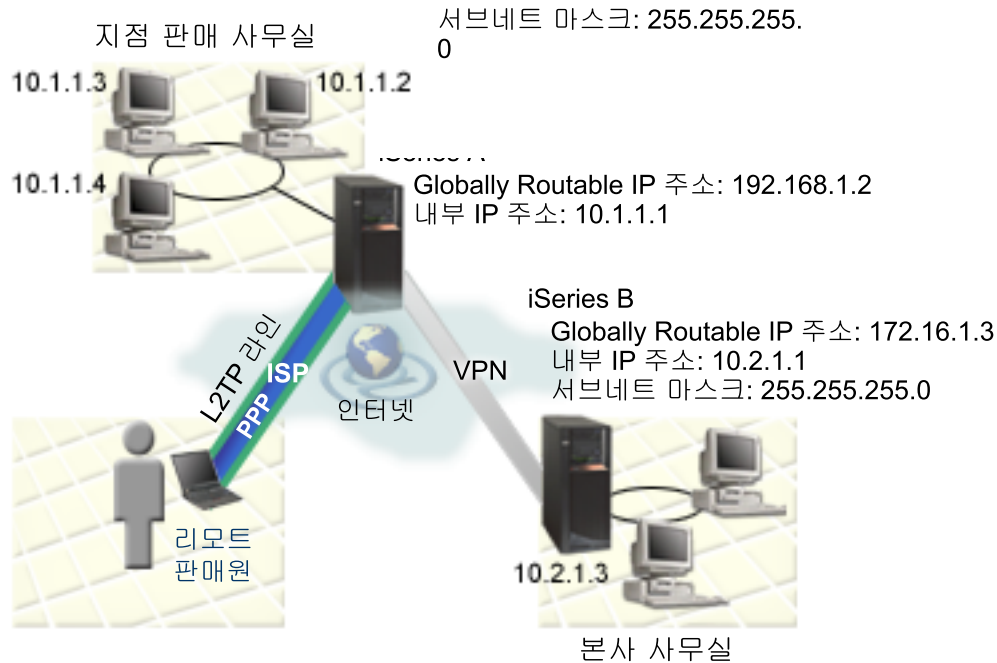 지점 판매 사무실
서브네트 마스크: 255.255.255.
0
10.1.1.3
10.1.1.2
10.1.1.4
Globally Routable IP 주소: 192.168.1.2
내부 IP 주소: 10.1.1.1
iSeries B
Globally Routable IP 주소: 172.16.1.3
내부 IP 주소: 10.2.1.1
서브네트 마스크: 255.255.255.0
L2TP 라인
ISP
PPP
인터넷
VPN
리모트
판매원
10.2.1.3
본사 사무실